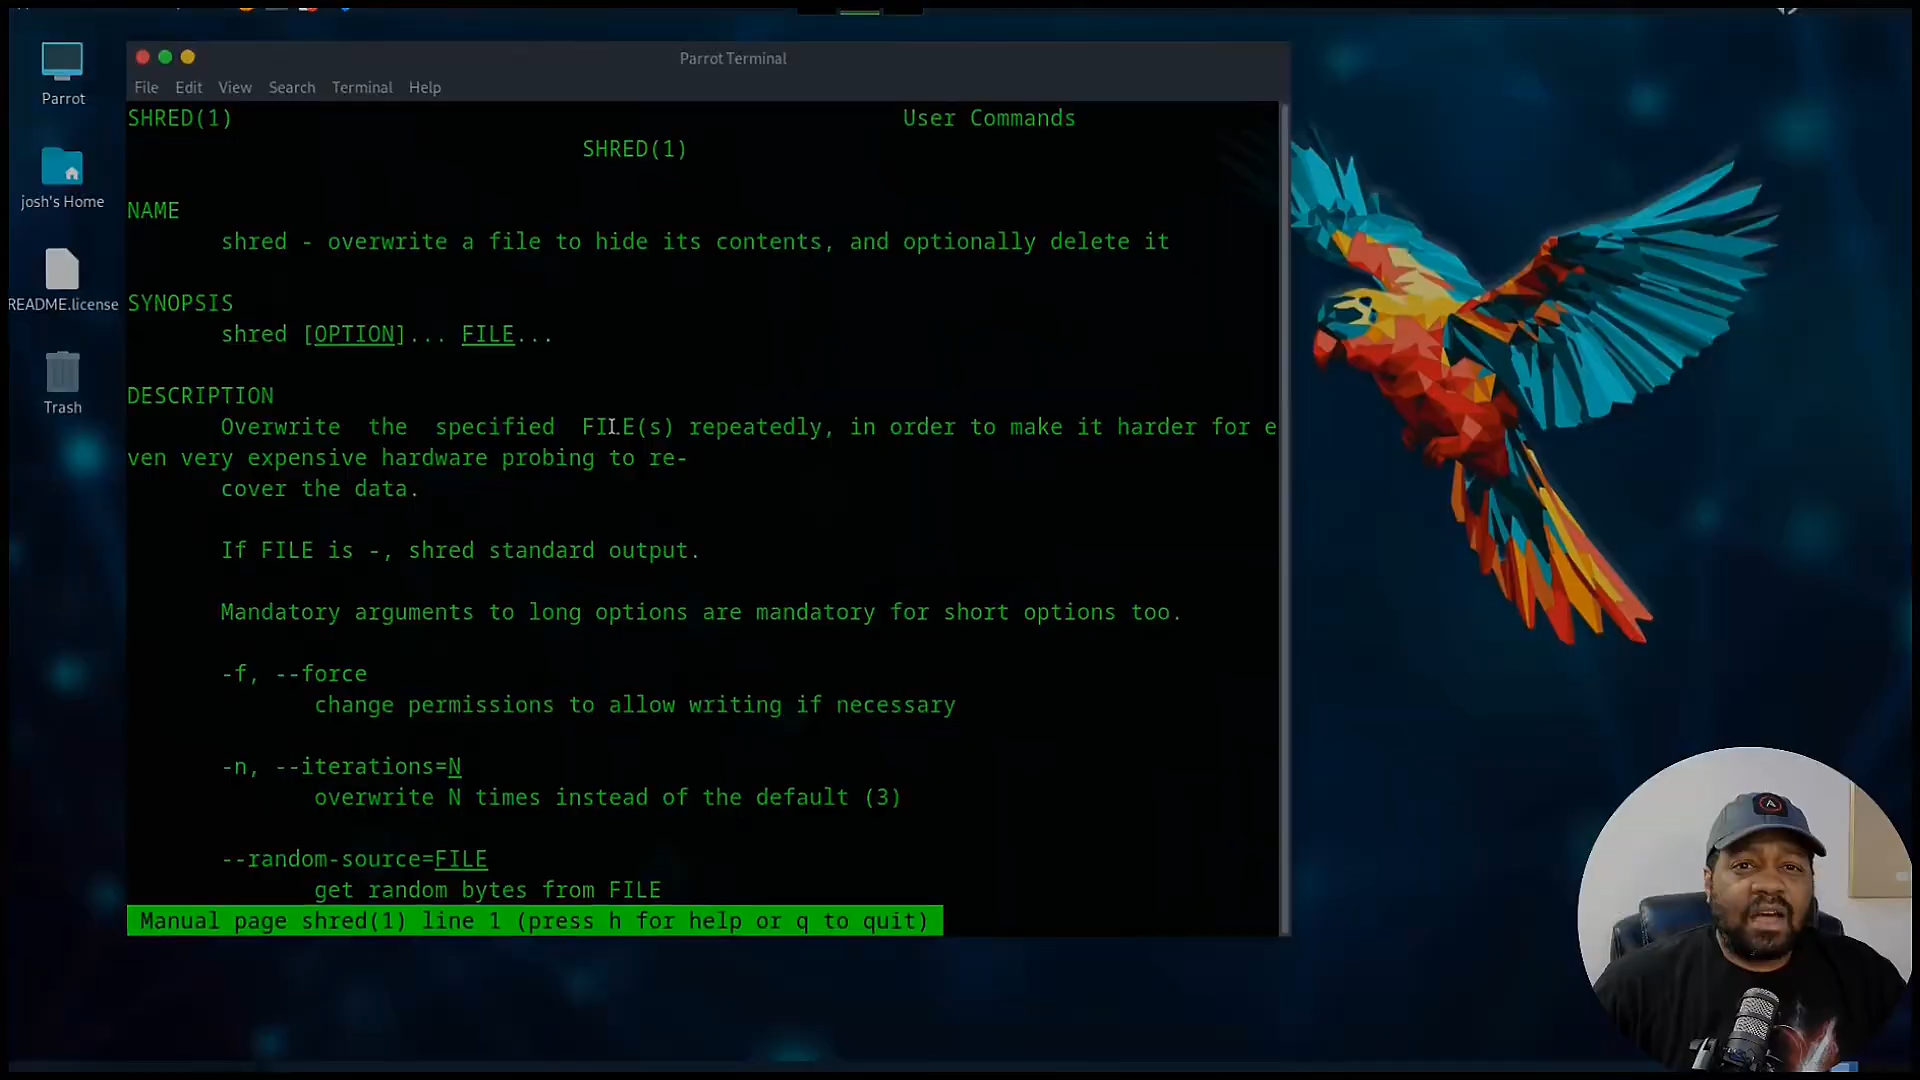 Parrot Terminal
File Edit View Search Terminal Help
SHRED(1) User Commands
SHRED(1)
NAME
shred - overwrite a file to hide its contents, and optionally delete it
SYNOPSIS
shred [OPTION]... FILE...
DESCRIPTION
Overwrite the specified FILE(s) repeatedly, in order to make it harder for e
ven very expensive hardware probing to re-
cover the data.
If FILE is -, shred standard output.
Mandatory arguments to long options are mandatory for short options too.
-f, --force
change permissions to allow writing if necessary
-n, --iterations=N
overwrite N times instead of the default (3)
--random-source=FILE
get random bytes from FILE
Manual page shred(1) line 1 (press h for help or q to quit)
Parrot
josh's Home
README.license
Trash